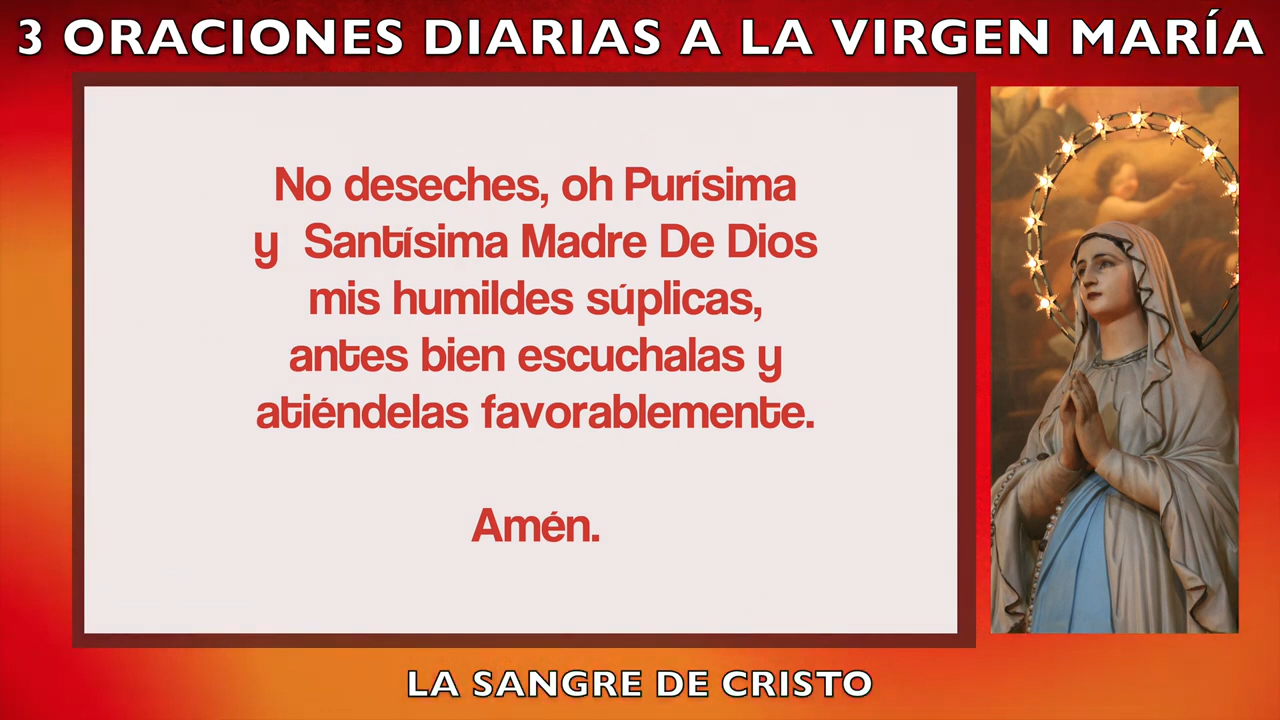 3 ORACIONES DIARIAS A LA VIRGEN MARÍA
No deseches, oh Purísima
y Santísima Madre De Dios
mis humildes súplicas,
antes bien escuchalas y
atiéndelas favorablemente.
Amén.
LA SANGRE DE CRISTO